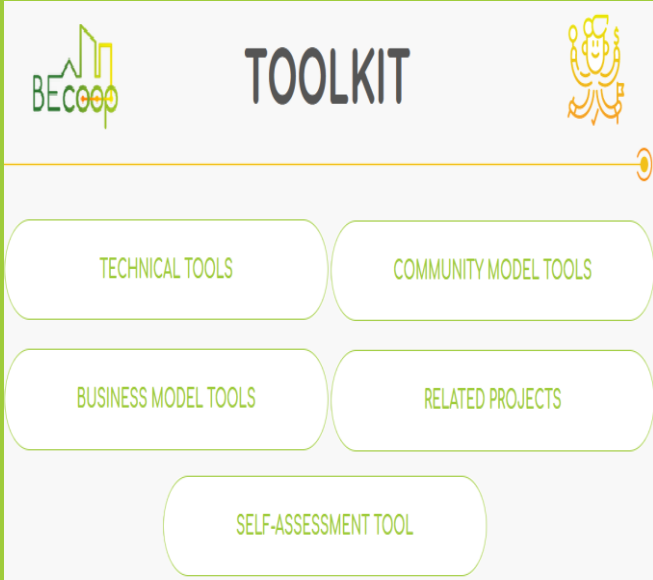 BECOOP
TOOLKIT
TECHNICAL TOOLS
COMMUNITY MODEL TOOLS
BUSINESS MODEL TOOLS
RELATED PROJECTS
SELF-ASSESSMENT TOOL